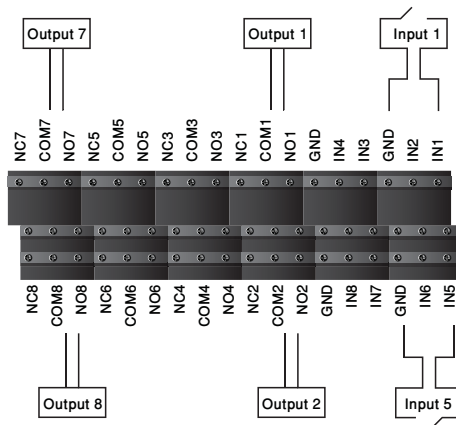 Output 7
Output 1
Input 1
NC7
COM7
NO7
NC5
COM5
NO5
NC3
COM3
NO3
NC1
COM1
NO1
GND
IN4
IN3
GND
IN2
IN1
NC8
COM8
NO8
NC6
COM6
NO6
NC4
COM4
NO4
NC2
COM2
NO2
GND
IN8
IN7
GND
IN6
IN5
Output 8
Output 2
Input 5